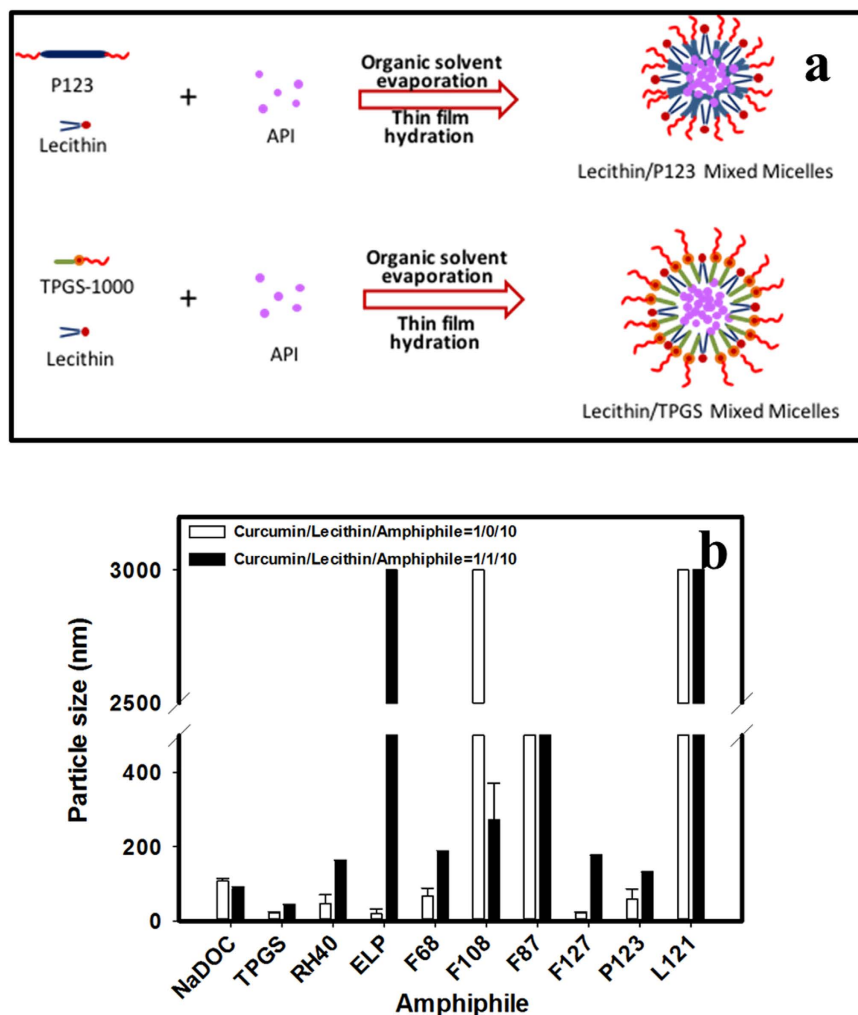 a
P123
+
Lecithin
API
Organic solvent
evaporation
Thin film
hydration
Lecithin/P123 Mixed Micelles
TPGS-1000
+
Lecithin
API
Organic solvent
evaporation
Thin film
hydration
Lecithin/TPGS Mixed Micelles
b
Curcumin/Lecithin/Amphiphile=1/0/10
Curcumin/Lecithin/Amphiphile=1/1/10
Particle size (nm)
3000
2500
400
200
0
NaDOC
TPGS
RH40
ELP
F68
F108
F87
F127
P123
L121
Amphiphile